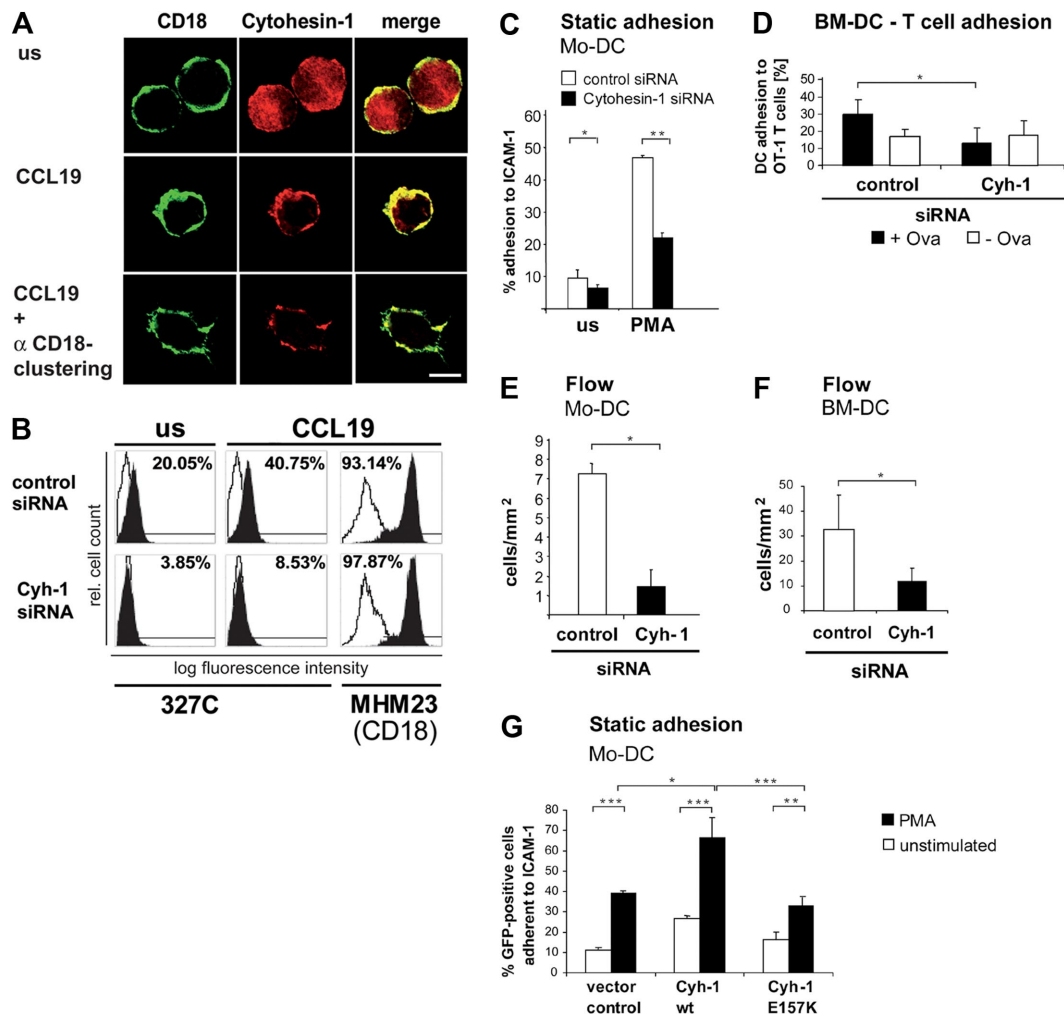 A
CD18 Cytohesin-1 merge
us
CCL19
CCL19
+
α CD18-
clustering
B
us CCL19
control
siRNA
20.05% 40.75% 93.14%
Cyh-1
siRNA
3.85% 8.53% 97.87%
rel. cell count
log fluorescence intensity
327C MHM23
(CD18)
C Static adhesion
Mo-DC
control siRNA
Cytohesin-1 siRNA
% adhesion to ICAM-1
60
50
40
30
20
10
* **
us PMA
D BM-DC - T cell adhesion
DC adhesion to
OT-1 T cells [%]
50
40
30
20
10
0
*
control Cyh-1
siRNA
+ Ova - Ova
E Flow
Mo-DC
cells/mm²
9
8
7
6
5
4
3
2
1
*
control Cyh-1
siRNA
F Flow
BM-DC
cells/mm²
50
40
30
20
10
0
*
control Cyh-1
siRNA
G Static adhesion
Mo-DC
% GFP-positive cells
adherent to ICAM-1
80
70
60
50
40
30
20
10
0
* ***
*** *** **
PMA
unstimulated
vector
control
Cyh-1
wt
Cyh-1
E157K